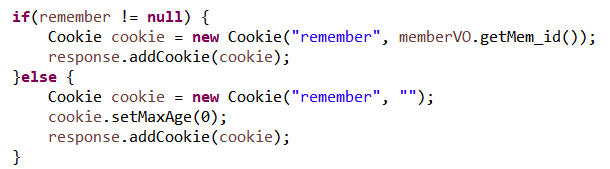 if(remember != null) {
    Cookie cookie = new Cookie("remember", memberVO.getMem_id());
    response.addCookie(cookie);
}else {
    Cookie cookie = new Cookie("remember", "");
    cookie.setMaxAge(0);
    response.addCookie(cookie);
}